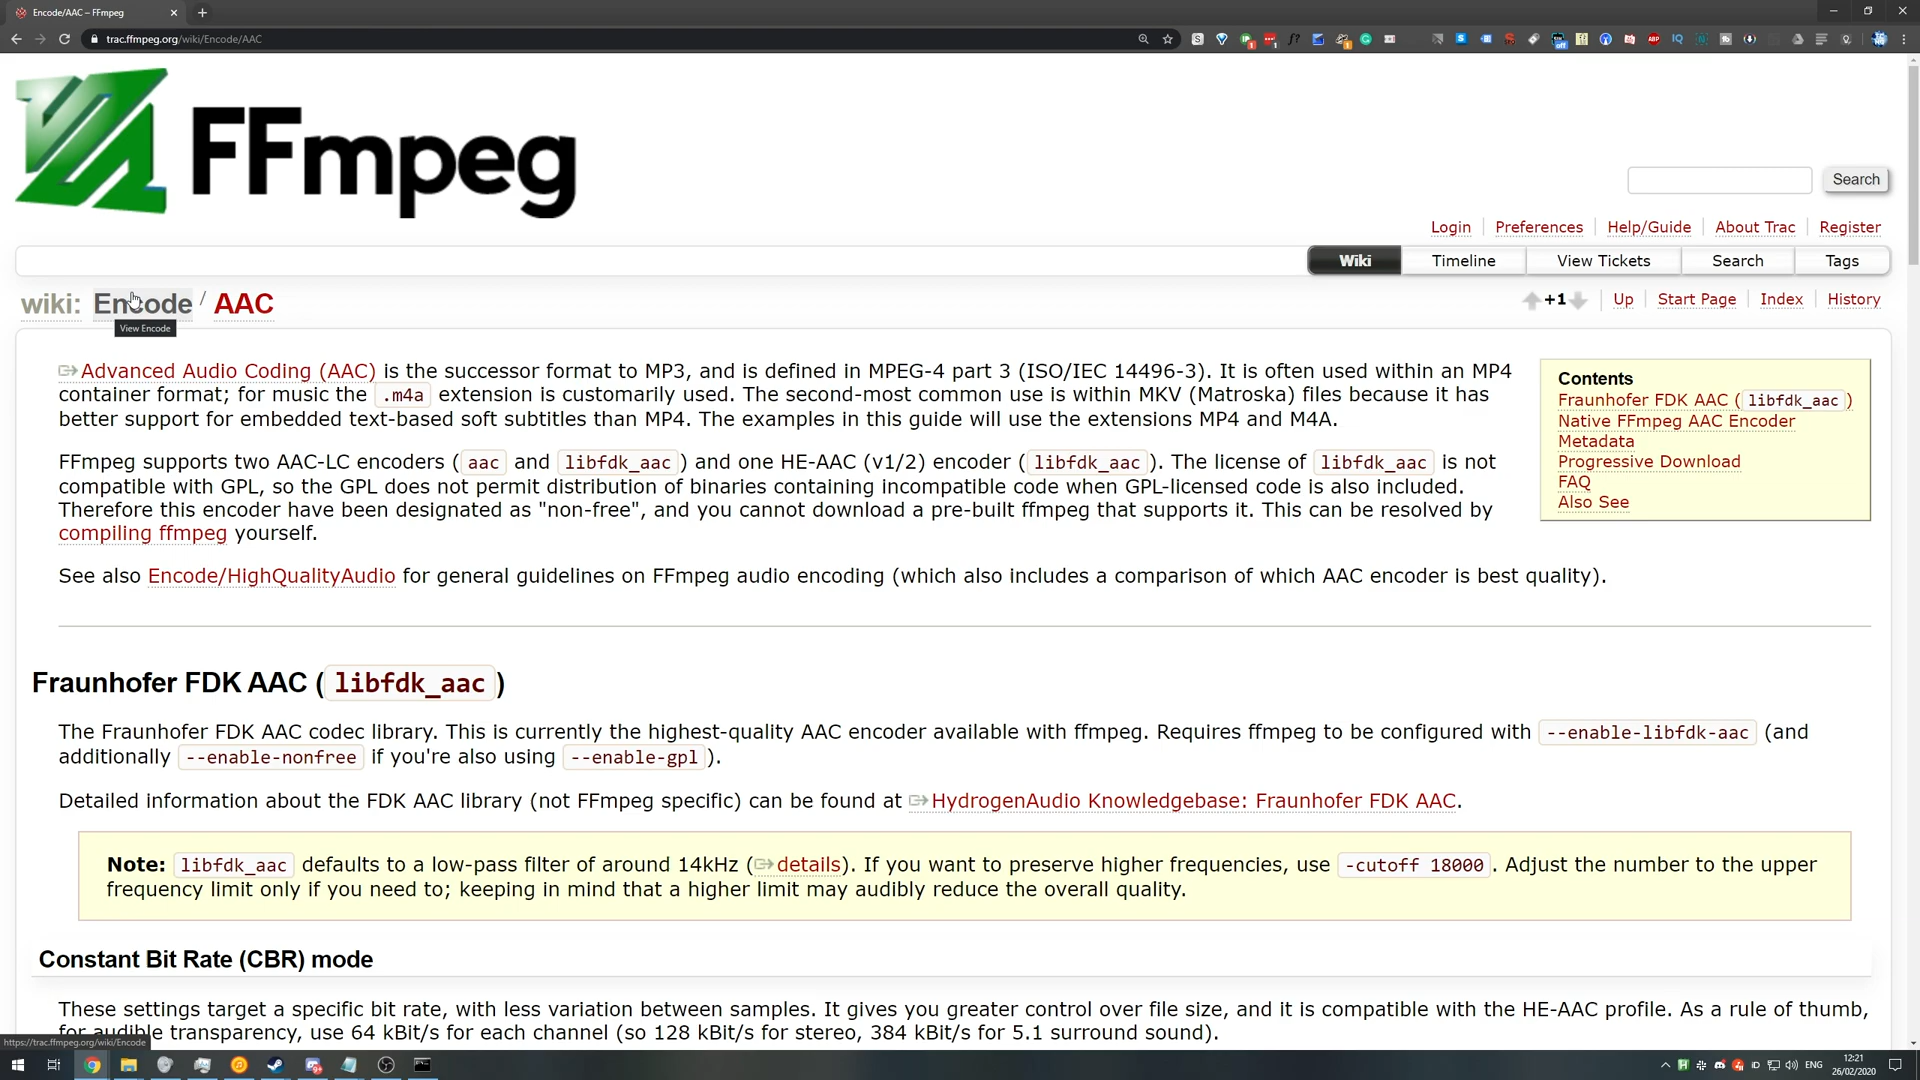 Encode/AAC – FFmpeg
trac.ffmpeg.org/wiki/Encode/AAC
FFmpeg
Search
Login
Preferences
Help/Guide
About Trac
Register
Wiki
Timeline
View Tickets
Search
Tags
wiki: Encode / AAC
+1
Up
Start Page
Index
History
View Encode
Advanced Audio Coding (AAC) is the successor format to MP3, and is defined in MPEG-4 part 3 (ISO/IEC 14496-3). It is often used within an MP4
container format; for music the .m4a extension is customarily used. The second-most common use is within MKV (Matroska) files because it has
better support for embedded text-based soft subtitles than MP4. The examples in this guide will use the extensions MP4 and M4A.
Contents
Fraunhofer FDK AAC ( libfdk_aac )
Native FFmpeg AAC Encoder
Metadata
Progressive Download
FAQ
Also See
FFmpeg supports two AAC-LC encoders ( aac and libfdk_aac ) and one HE-AAC (v1/2) encoder ( libfdk_aac ). The license of libfdk_aac is not
compatible with GPL, so the GPL does not permit distribution of binaries containing incompatible code when GPL-licensed code is also included.
Therefore this encoder have been designated as "non-free", and you cannot download a pre-built ffmpeg that supports it. This can be resolved by
compiling ffmpeg yourself.
See also Encode/HighQualityAudio for general guidelines on FFmpeg audio encoding (which also includes a comparison of which AAC encoder is best quality).
Fraunhofer FDK AAC ( libfdk_aac )
The Fraunhofer FDK AAC codec library. This is currently the highest-quality AAC encoder available with ffmpeg. Requires ffmpeg to be configured with --enable-libfdk-aac (and
additionally --enable-nonfree if you're also using --enable-gpl ).
Detailed information about the FDK AAC library (not FFmpeg specific) can be found at HydrogenAudio Knowledgebase: Fraunhofer FDK AAC.
Note: libfdk_aac defaults to a low-pass filter of around 14kHz ( details). If you want to preserve higher frequencies, use -cutoff 18000 . Adjust the number to the upper
frequency limit only if you need to; keeping in mind that a higher limit may audibly reduce the overall quality.
Constant Bit Rate (CBR) mode
These settings target a specific bit rate, with less variation between samples. It gives you greater control over file size, and it is compatible with the HE-AAC profile. As a rule of thumb,
for audible transparency, use 64 kBit/s for each channel (so 128 kBit/s for stereo, 384 kBit/s for 5.1 surround sound).
https://trac.ffmpeg.org/wiki/Encode
ENG
12:21
26/02/2020